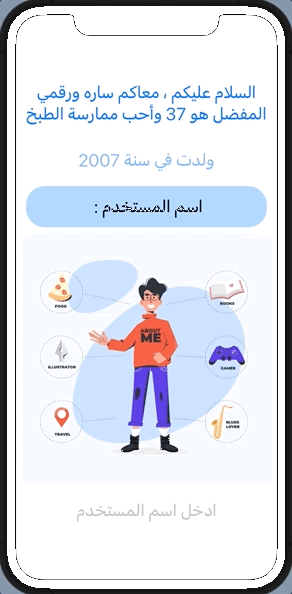 السلام عليكم ، معاكم ساره ورقمي
المفضل هو 37 وأحب ممارسة الطبخ
ولدت في سنة 2007
اسم المستخدم :
FOOD
BOOKS
ABOUT
ME
ILLUSTRATOR
GAMER
TRAVEL
BLUES
LOVER
ادخل اسم المستخدم